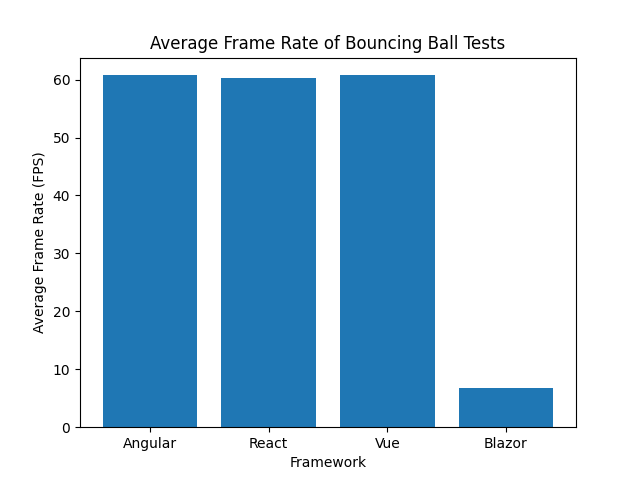 Average Frame Rate of Bouncing Ball Tests
Average Frame Rate (FPS)
60
50
40
30
20
10
0
Angular React Vue Blazor
Framework